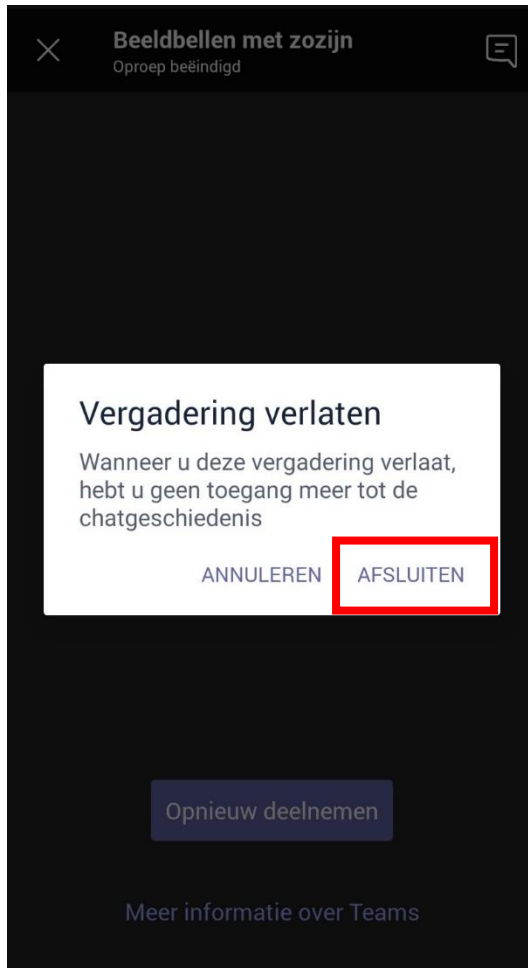 Beeldbellen met zozijn
Oproep beëindigd
Vergadering verlaten
Wanneer u deze vergadering verlaat,
hebt u geen toegang meer tot de
chatgeschiedenis
ANNULEREN AFSLUITEN
Opnieuw deelnemen
Meer informatie over Teams